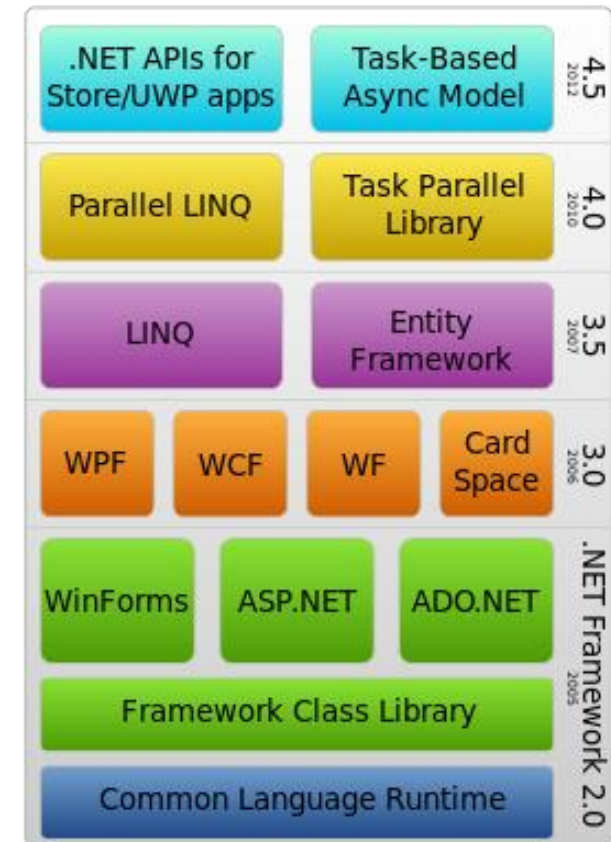 .NET APIs for
Store/UWP apps
Task-Based
Async Model
4.5
2012
Parallel LINQ
Task Parallel
Library
4.0
2010
LINQ
Entity
Framework
3.5
2007
WPF
WCF
WF
Card
Space
3.0
2006
WinForms
ASP.NET
ADO.NET
Framework Class Library
Common Language Runtime
.NET Framework 2.0
2005